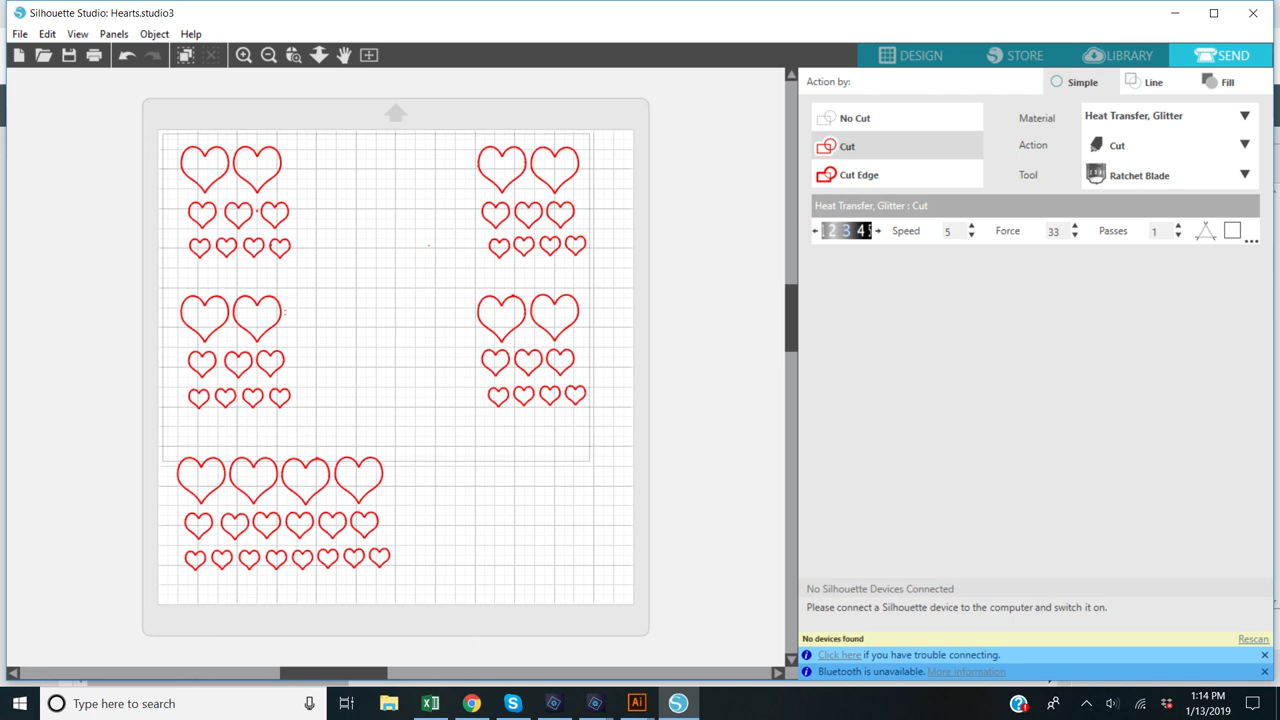 Silhouette Studio: Hearts.studio3
File Edit View Panels Object Help
DESIGN STORE LIBRARY SEND
Action by: Simple Line Fill
No Cut
Cut
Cut Edge
Material Heat Transfer, Glitter
Action Cut
Tool Ratchet Blade
Heat Transfer, Glitter : Cut
2 3 4 Speed 5 Force 33 Passes 1
No Silhouette Devices Connected
Please connect a Silhouette device to the computer and switch it on.
No devices found Rescan
Click here if you have trouble connecting.
Bluetooth is unavailable. More information
Type here to search
Ai
1:14 PM
1/13/2019